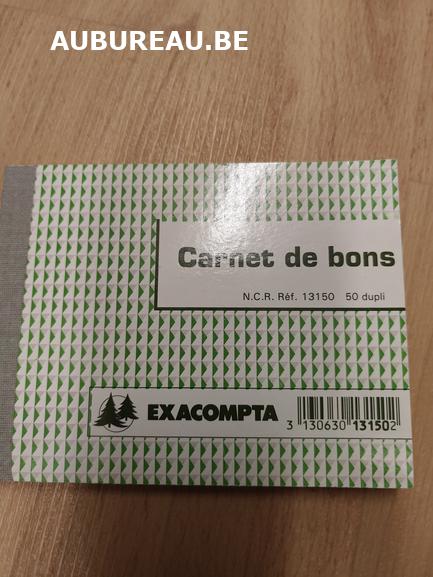 AUBUREAU.BE
Carnet de bons
N.C.R. Réf. 13150 50 dupli
EXACOMPTA
3 130630 131502